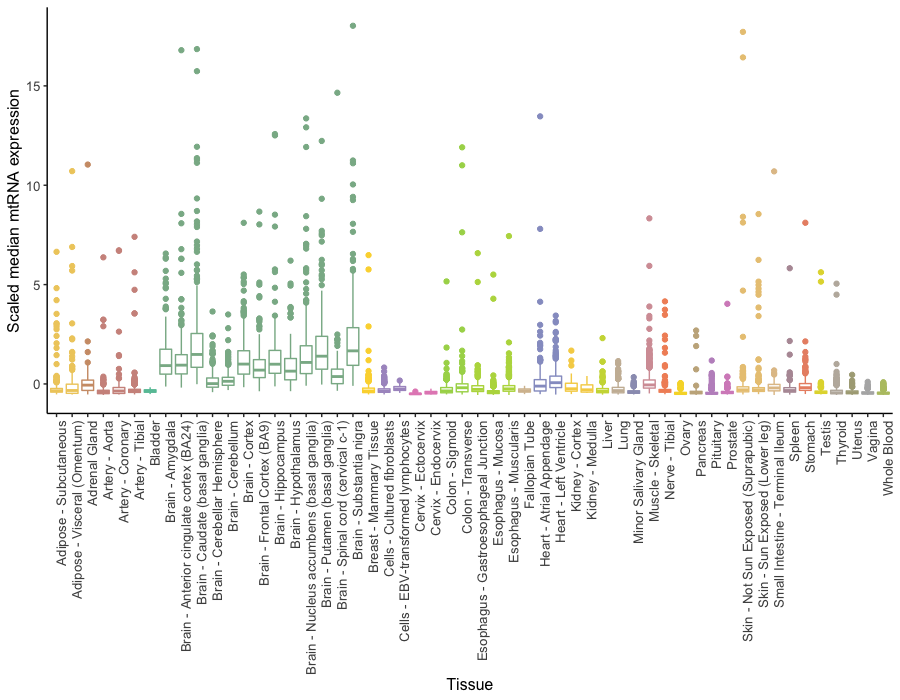 Scaled median mtRNA expression
15
10
5
0
Adipose - Subcutaneous
Adipose - Visceral (Omentum)
Adrenal Gland
Artery - Aorta
Artery - Coronary
Artery - Tibial
Bladder
Brain - Amygdala
Brain - Anterior cingulate cortex (BA24)
Brain - Caudate (basal ganglia)
Brain - Cerebellar Hemisphere
Brain - Cerebellum
Brain - Cortex
Brain - Frontal Cortex (BA9)
Brain - Hippocampus
Brain - Hypothalamus
Brain - Nucleus accumbens (basal ganglia)
Brain - Putamen (basal ganglia)
Brain - Spinal cord (cervical c-1)
Brain - Substantia nigra
Breast - Mammary Tissue
Cells - Cultured fibroblasts
Cells - EBV-transformed lymphocytes
Cervix - Ectocervix
Cervix - Endocervix
Colon - Sigmoid
Colon - Transverse
Esophagus - Gastroesophageal Junction
Esophagus - Mucosa
Esophagus - Muscularis
Fallopian Tube
Heart - Atrial Appendage
Heart - Left Ventricle
Kidney - Cortex
Kidney - Medulla
Liver
Lung
Minor Salivary Gland
Muscle - Skeletal
Nerve - Tibial
Ovary
Pancreas
Pituitary
Prostate
Skin - Not Sun Exposed (Suprapubic)
Skin - Sun Exposed (Lower leg)
Small Intestine - Terminal Ileum
Spleen
Stomach
Testis
Thyroid
Uterus
Vagina
Whole Blood
Tissue